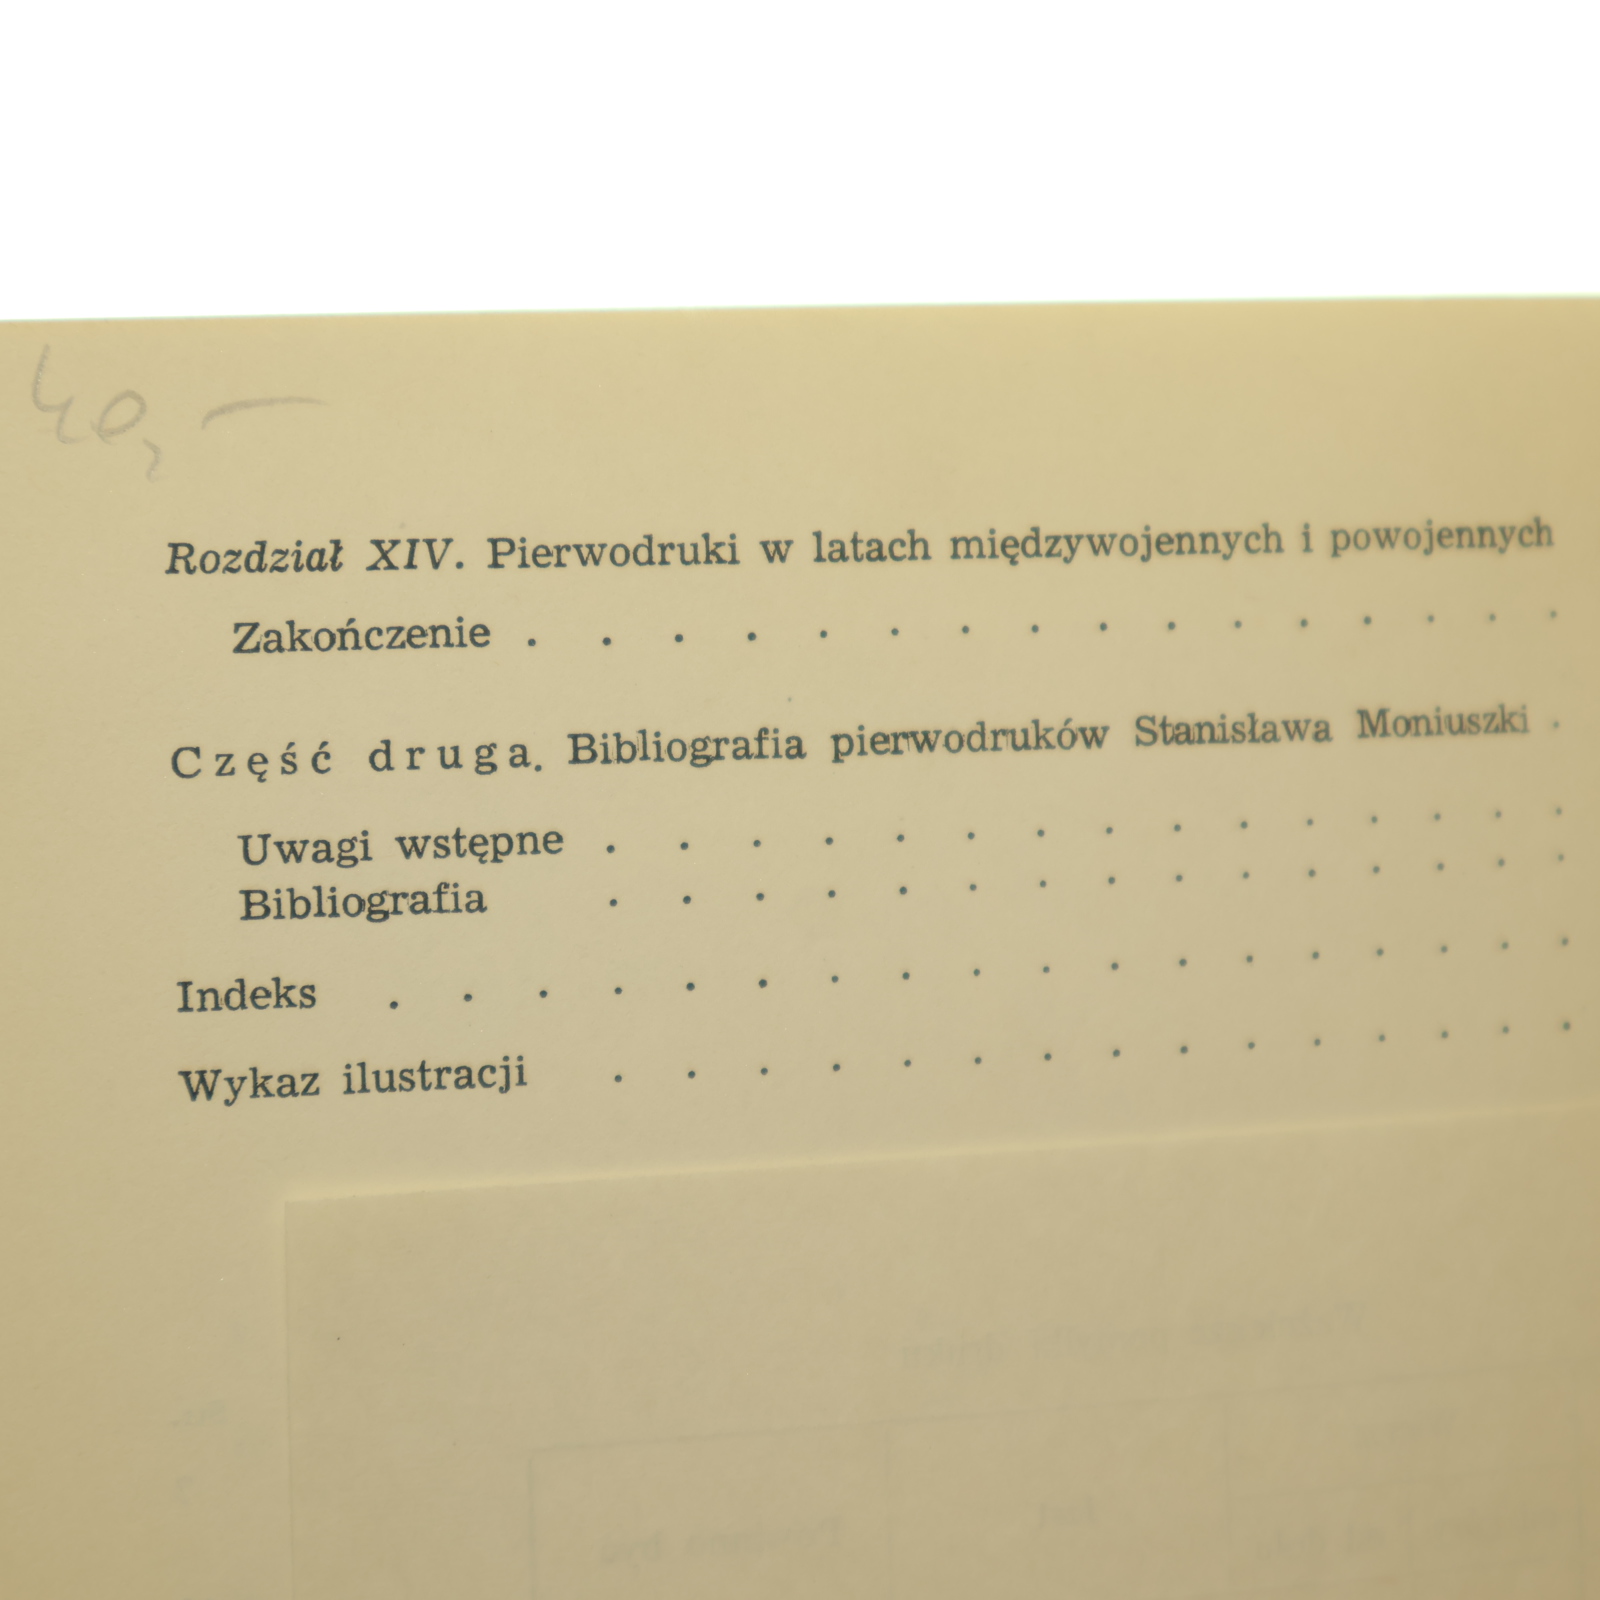 40,—
Rozdział XIV. Pierwodruki w latach międzywojennych i powojennych
Zakończenie . . . . . . . . . . . . . . . .
Część druga. Bibliografia pierwodruków Stanisława Moniuszki .
Uwagi wstępne . . . . . . . . . . . . . .
Bibliografia . . . . . . . . . . . . . .
Indeks . . . . . . . . . . . . . . . . .
Wykaz ilustracji . . . . . . . . . . . . . .